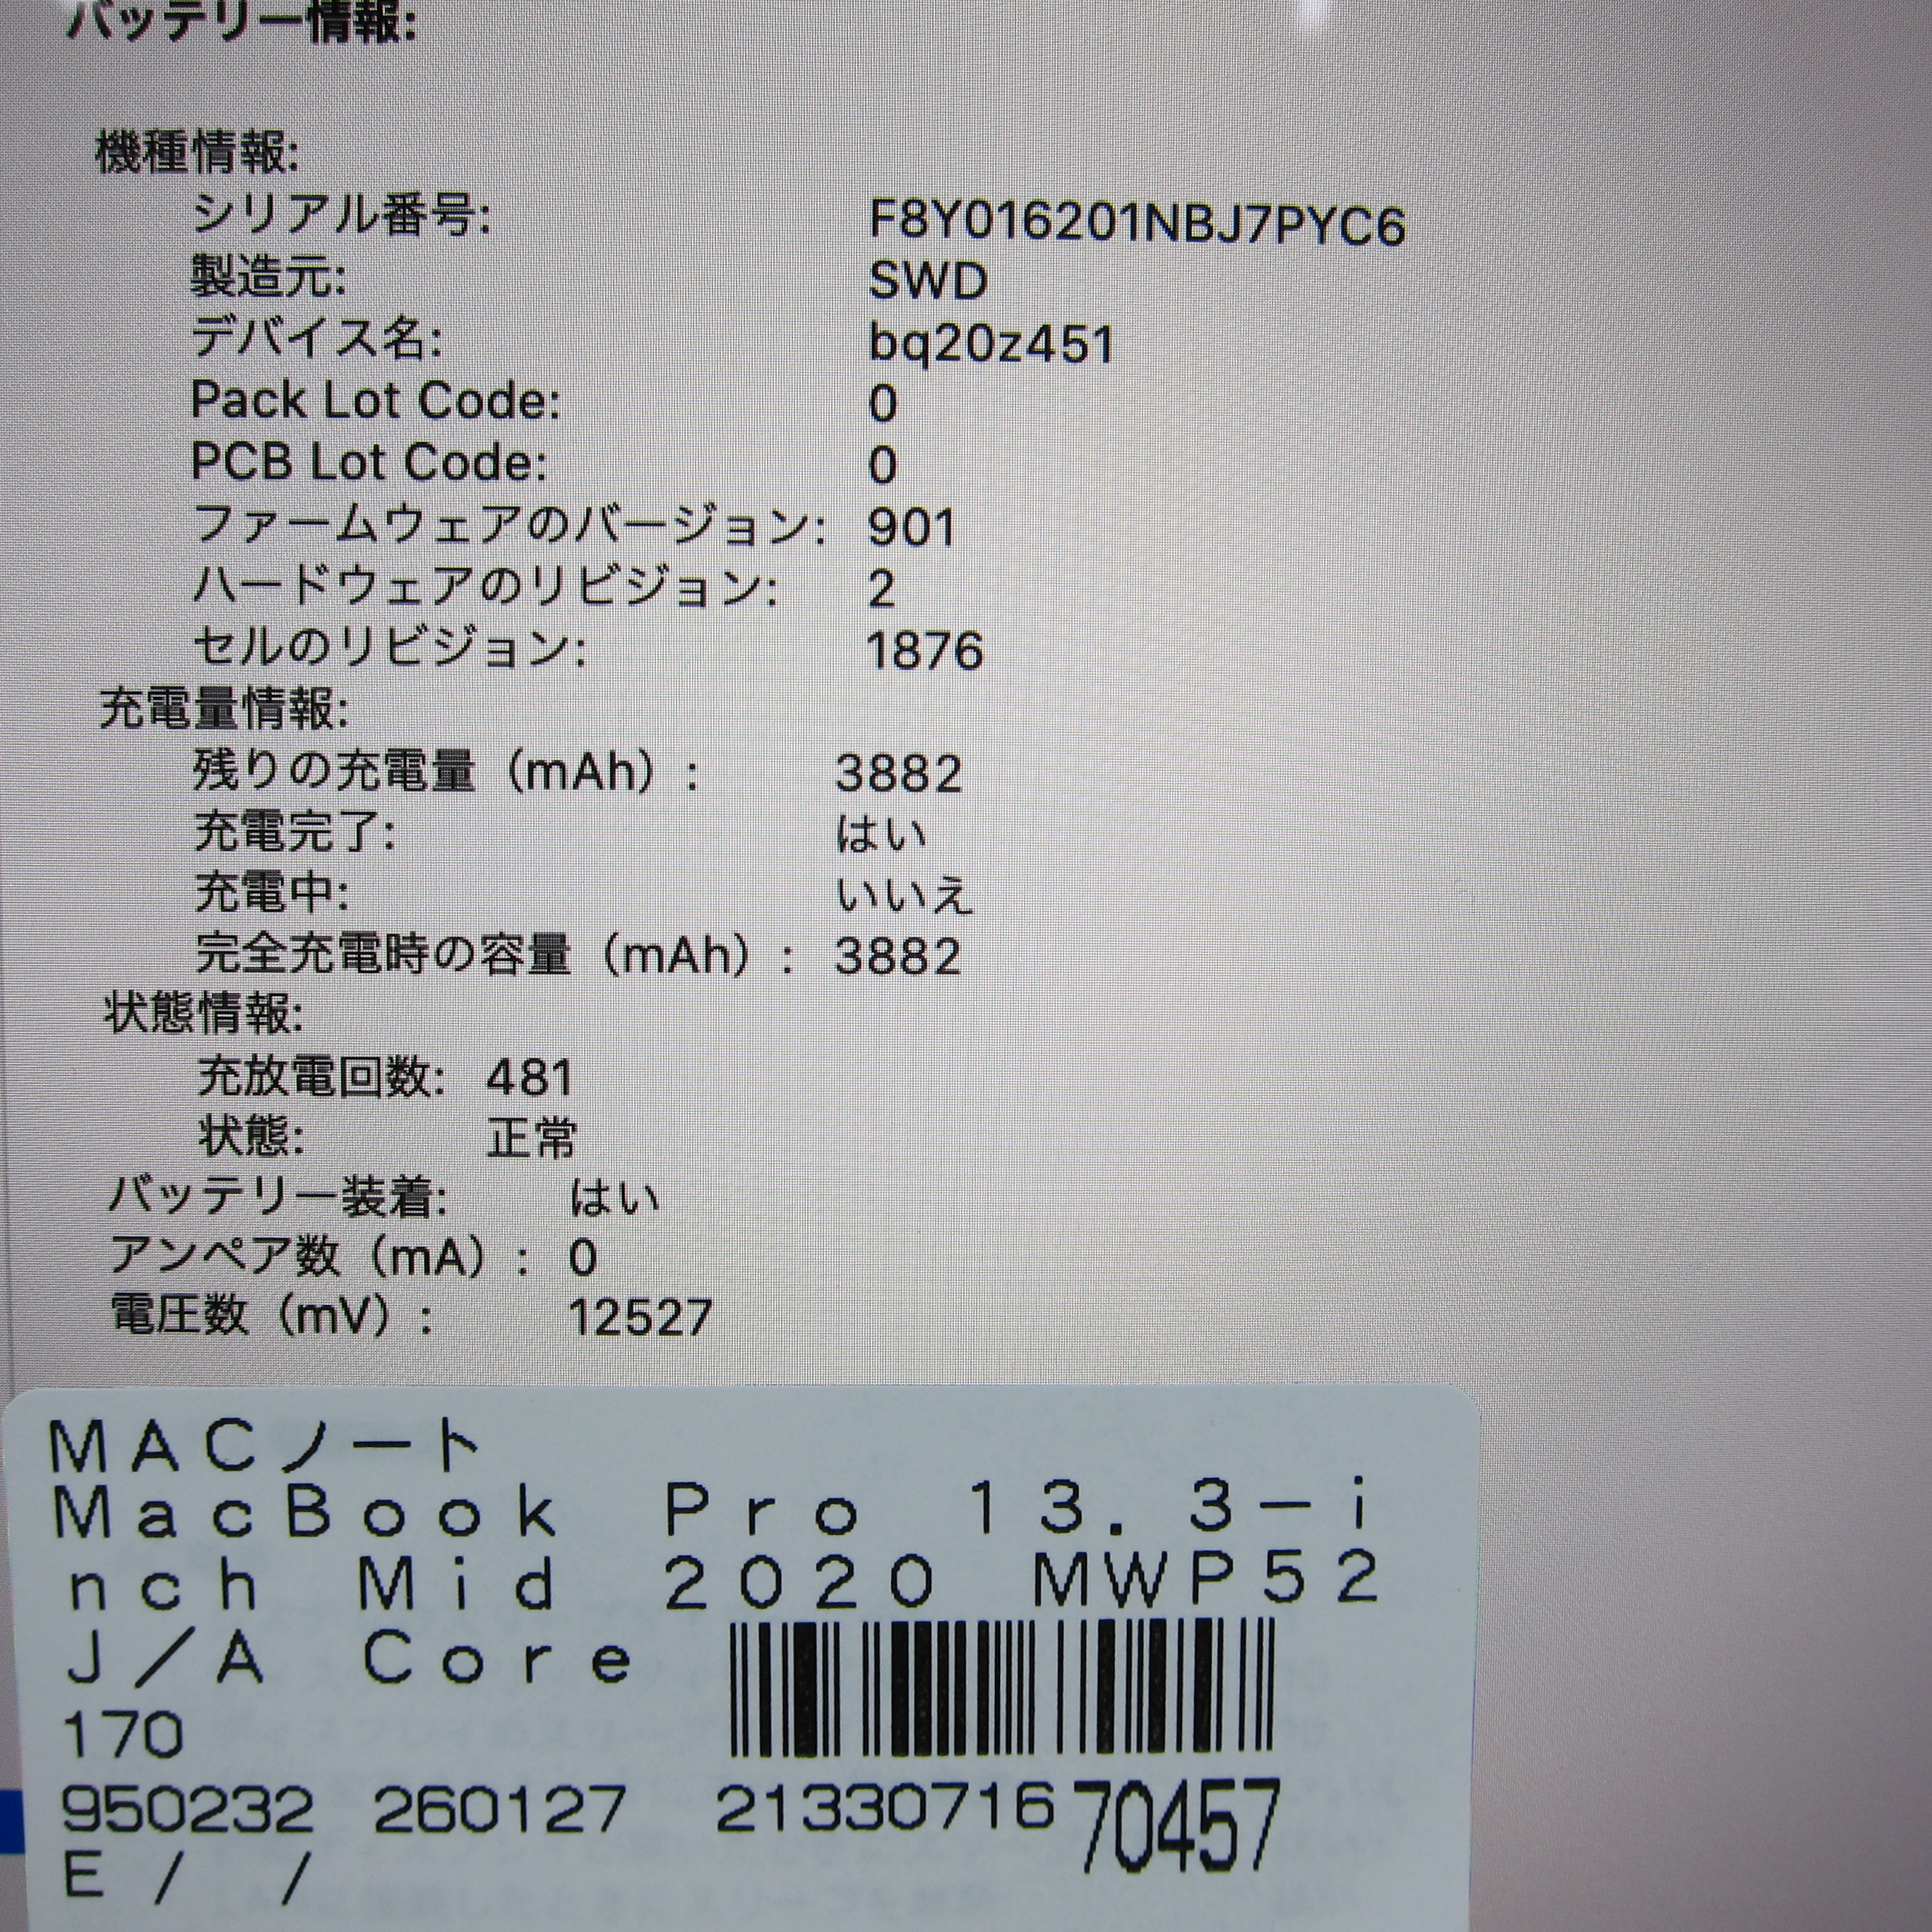 バッテリー情報:
機種情報:
シリアル番号: F8Y016201NBJ7PYC6
製造元: SWD
デバイス名: bq20z451
Pack Lot Code: 0
PCB Lot Code: 0
ファームウェアのバージョン: 901
ハードウェアのリビジョン: 2
セルのリビジョン: 1876
充電量情報:
残りの充電量（mAh）: 3882
充電完了: はい
充電中: いいえ
完全充電時の容量（mAh）: 3882
状態情報:
充放電回数: 481
状態: 正常
バッテリー装着: はい
アンペア数（mA）: 0
電圧数（mV）: 12527
MACノート
MacBook Pro 13.3-i
nch Mid 2020 MWP52
J/A Core
170
950232 260127 21330716 70457
E / /